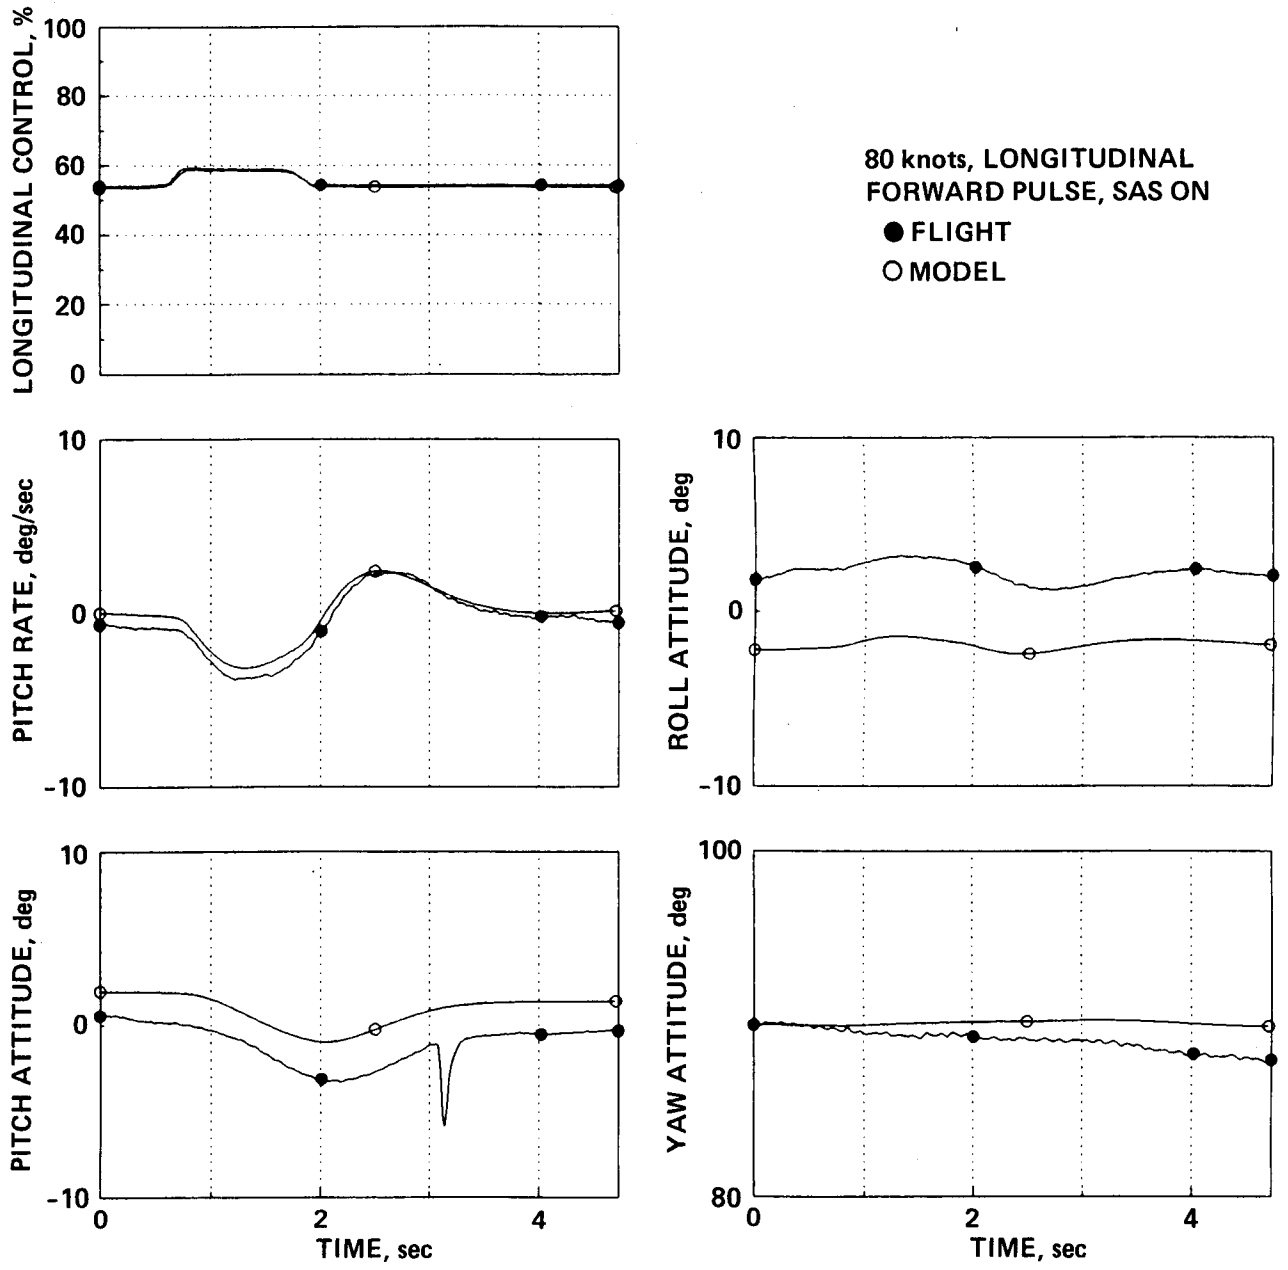 LONGITUDINAL CONTROL, %
100
80
60
40
20
0
80 knots, LONGITUDINAL
FORWARD PULSE, SAS ON
FLIGHT
MODEL
PITCH RATE, deg/sec
10
0
-10
ROLL ATTITUDE, deg
10
0
-10
PITCH ATTITUDE, deg
10
0
-10
0 2 4
TIME, sec
YAW ATTITUDE, deg
100
80
0 2 4
TIME, sec